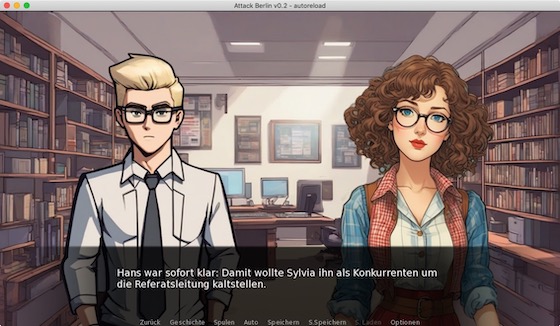 Attack Berlin v0.2 - autoreload
Hans war sofort klar: Damit wollte Sylvia ihn als Konkurrenten um
die Referatsleitung kaltstellen.
Zurück Geschichte Spulen Auto Speichern S.Speichern S.Laden Optionen